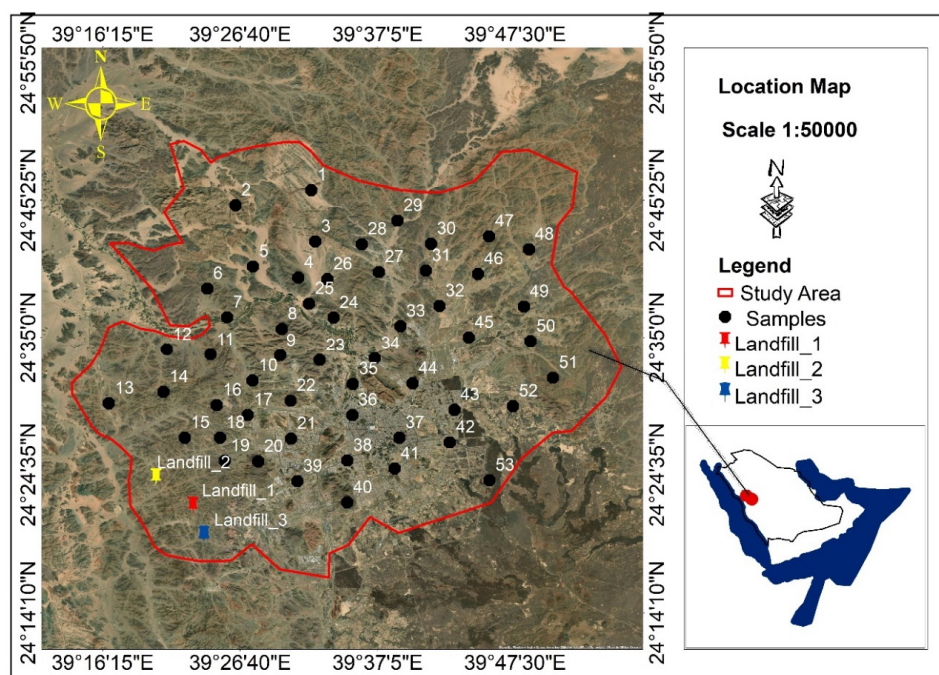 39°16'15"E 39°26'40"E 39°37'5"E 39°47'30"E
24°55'50"N
24°45'25"N
24°35'0"N
24°24'35"N
24°14'10"N
N
W E
S
1
2
29
3
28
30
47
48
5
4
26
27
31
46
6
25
24
32
49
7
8
33
45
50
12
11
9
23
34
51
14
10
35
44
13
16
17
22
36
43
52
15
18
21
37
42
19
20
38
41
39
40
53
Landfill_2
Landfill_1
Landfill_3
24°55'50"N
24°45'25"N
24°35'0"N
24°24'35"N
24°14'10"N
39°16'15"E 39°26'40"E 39°37'5"E 39°47'30"E
Location Map
Scale 1:50000
N
Legend
Study Area
Samples
Landfill_1
Landfill_2
Landfill_3